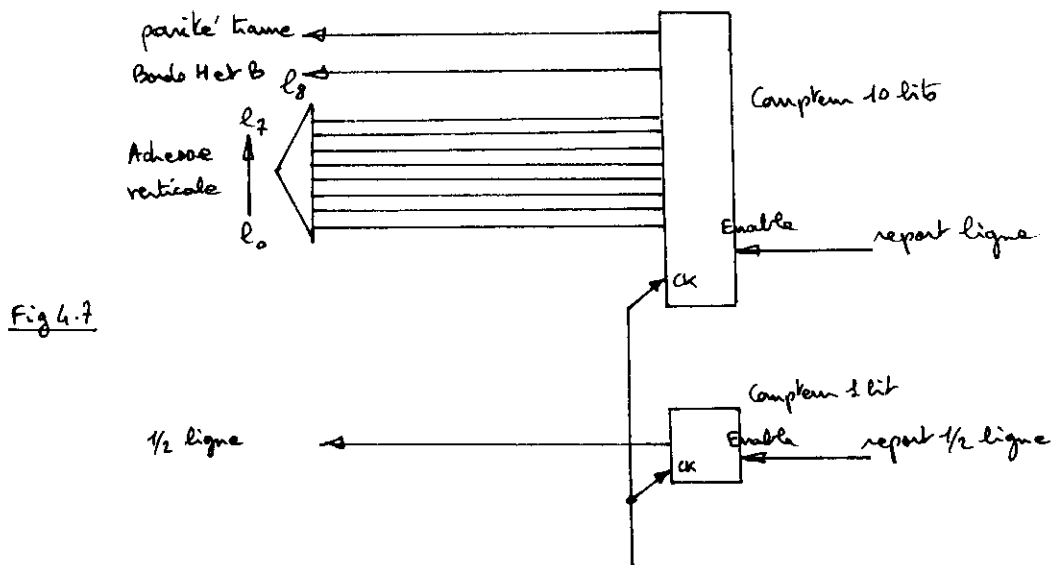 parité trame
Bords H et B
l8
l7
Adresse
verticale
l0
Compteur 10 bits
Enable
report ligne
CK
Fig 4.7
Compteur 1 bit
1/2 ligne
Enable
report 1/2 ligne
CK